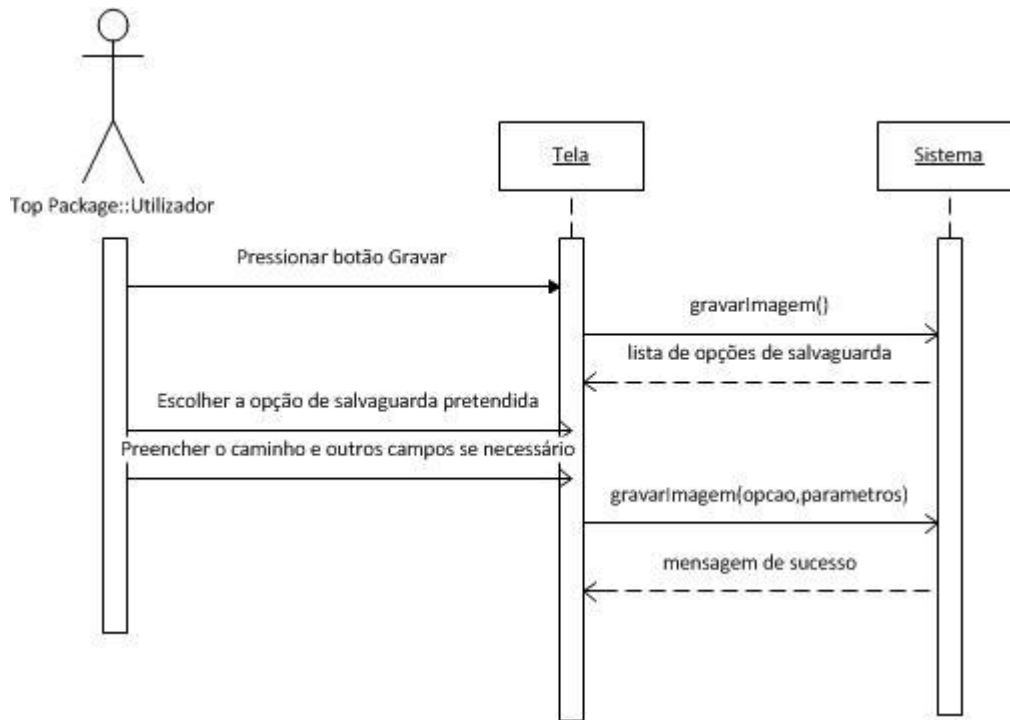 Tela
Sistema
Top Package::Utilizador
Pressionar botão Gravar
gravarImagem()
lista de opções de salvaguarda
Escolher a opção de salvaguarda pretendida
Preencher o caminho e outros campos se necessário
gravarImagem(opcao,parametros)
mensagem de sucesso